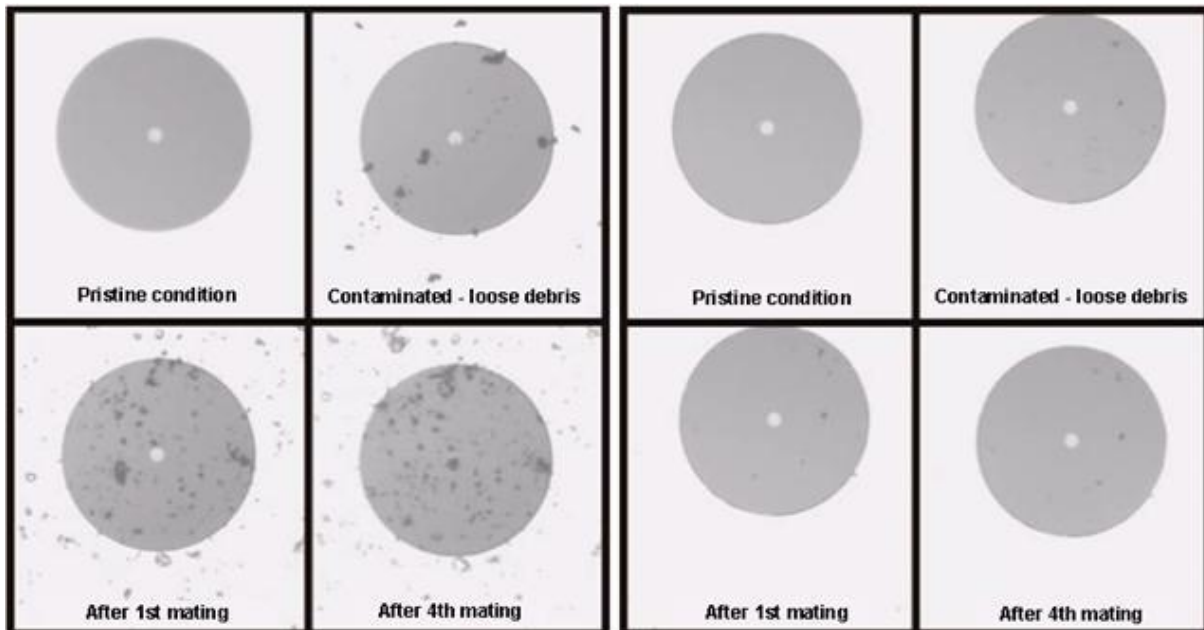 Pristine condition
Contaminated - loose debris
After 1st mating
After 4th mating
Pristine condition
Contaminated - loose debris
After 1st mating
After 4th mating